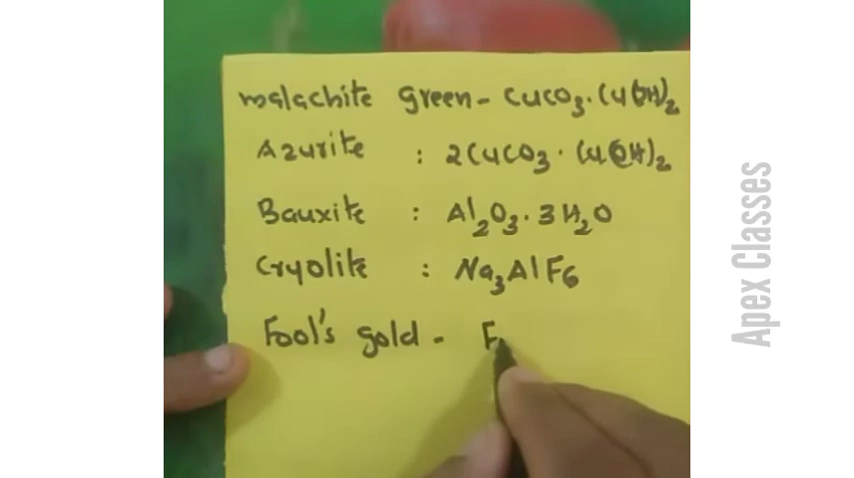 malachite green - CuCO3.Cu(OH)2
Azurite : 2CuCO3.Cu(OH)2
Bauxite : Al2O3.3H2O
Cryolite : Na3AlF6
Fool's gold - F
Apex Classes